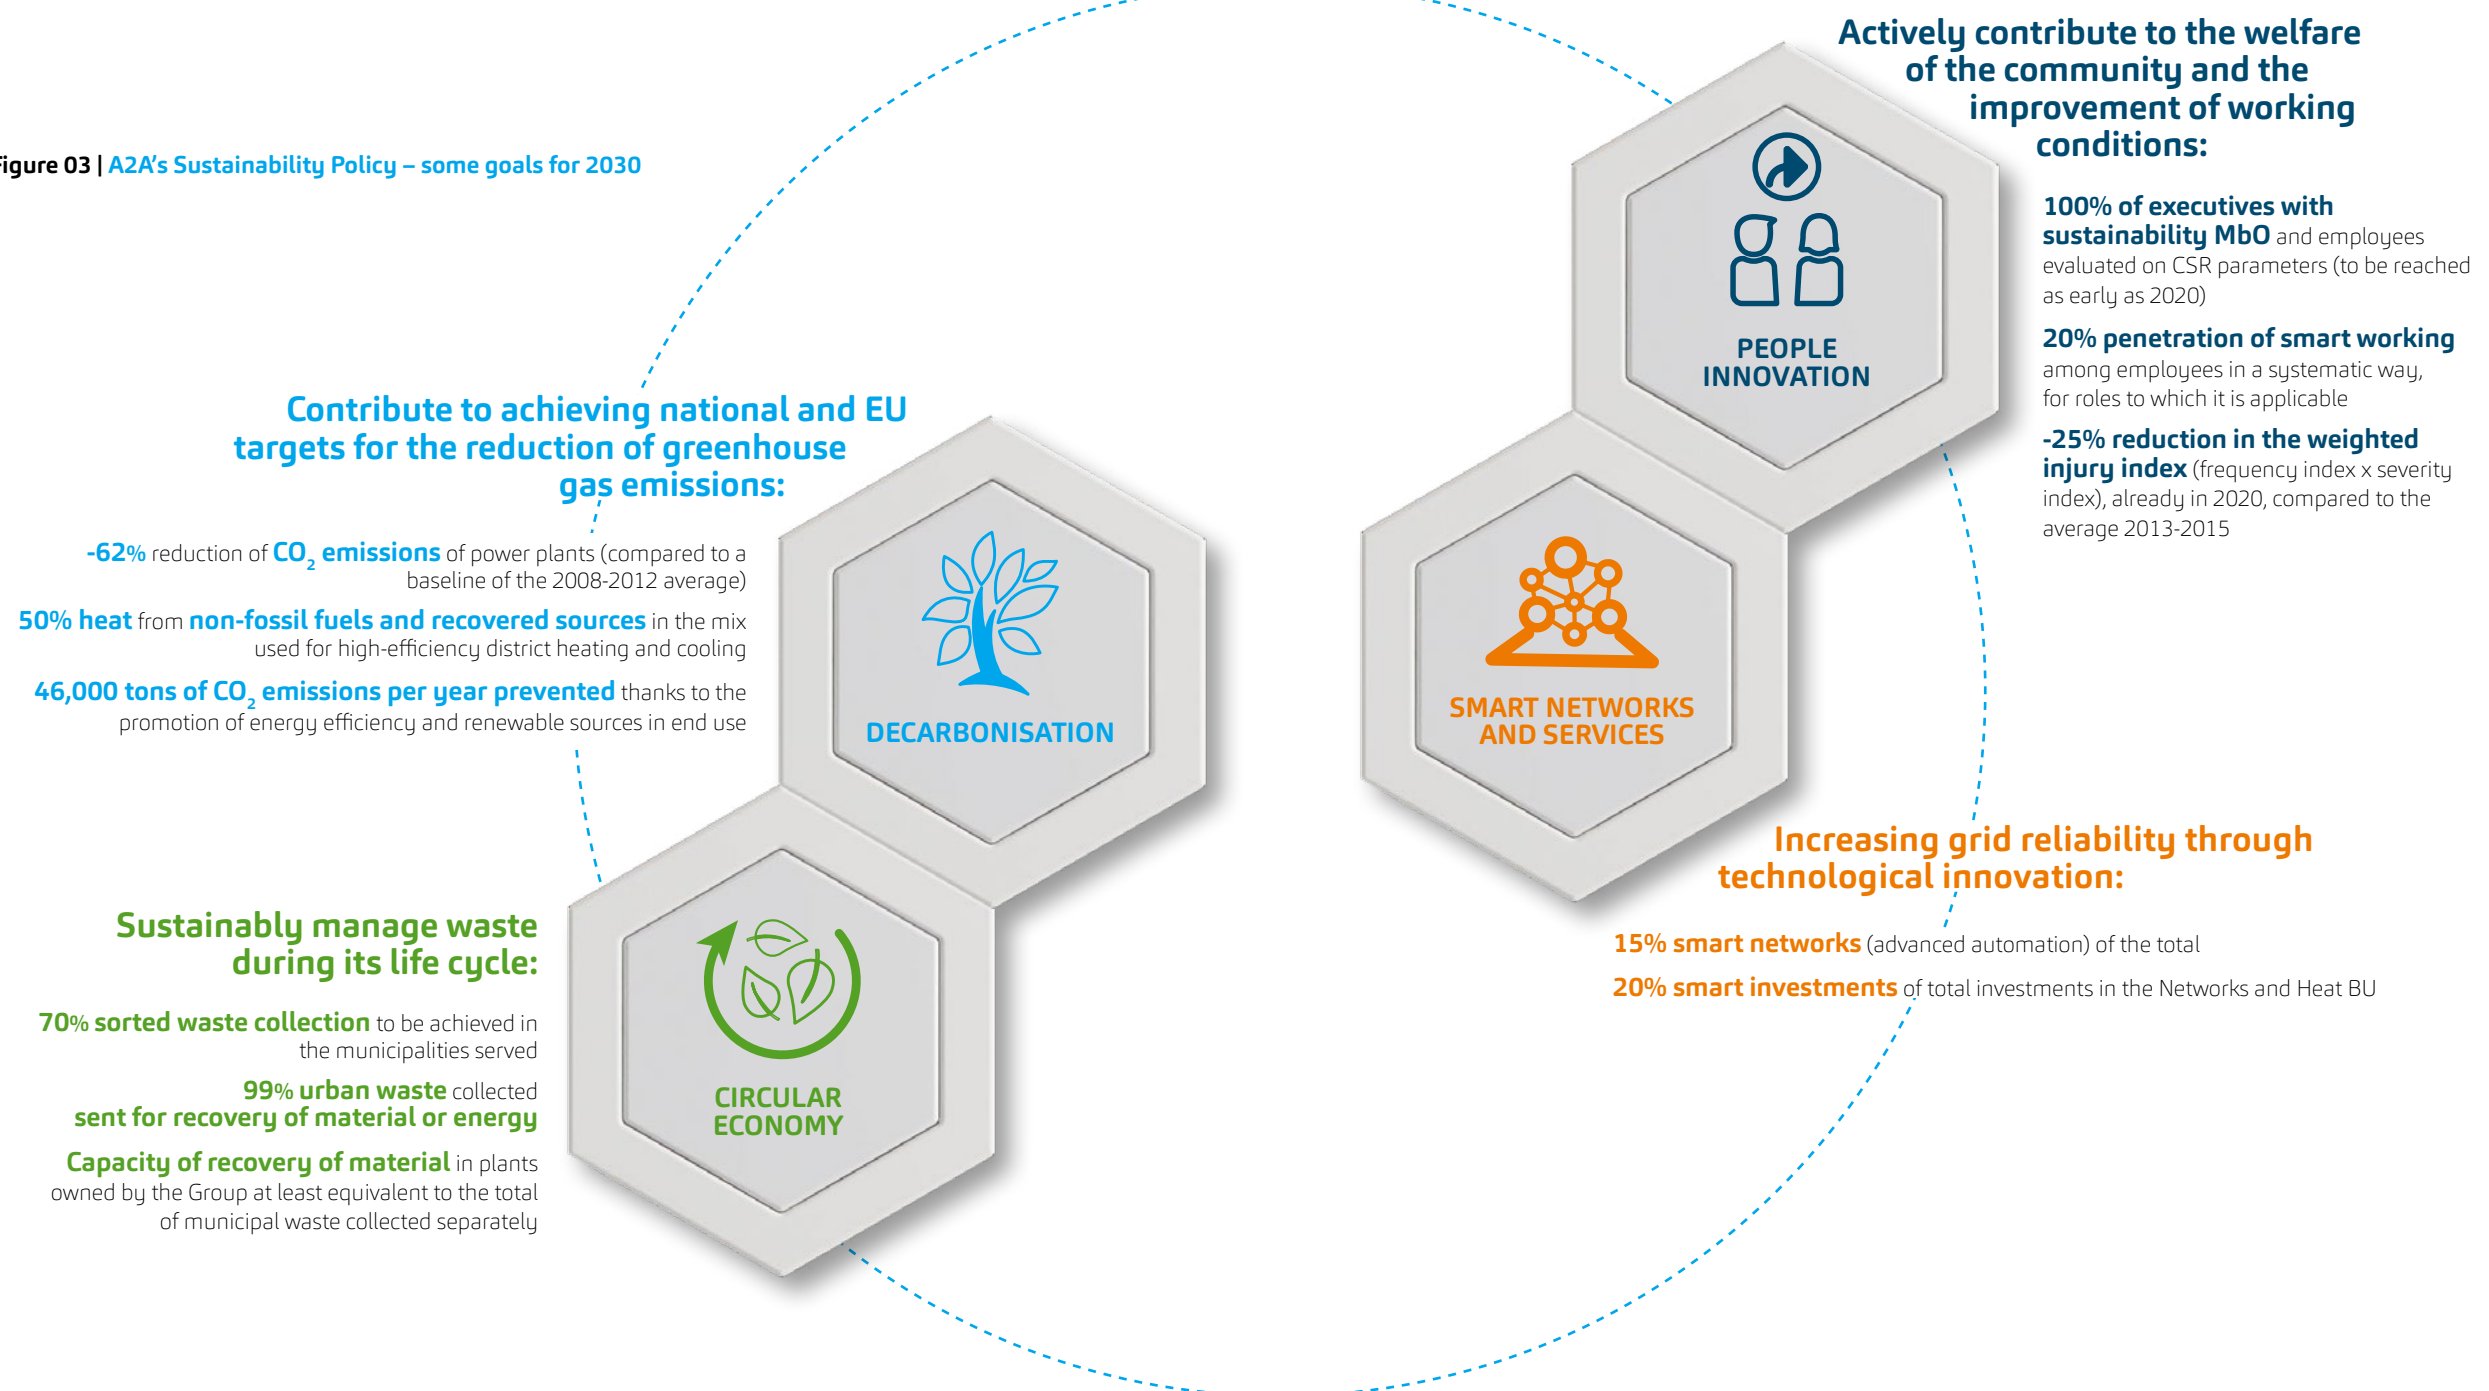 Figure 03 | A2A's Sustainability Policy – some goals for 2030
Contribute to achieving national and EU
targets for the reduction of greenhouse
gas emissions:
-62% reduction of CO2 emissions of power plants (compared to a
baseline of the 2008-2012 average)
50% heat from non-fossil fuels and recovered sources in the mix
used for high-efficiency district heating and cooling
46,000 tons of CO2 emissions per year prevented thanks to the
promotion of energy efficiency and renewable sources in end use
DECARBONISATION
Sustainably manage waste
during its life cycle:
70% sorted waste collection to be achieved in
the municipalities served
99% urban waste collected
sent for recovery of material or energy
Capacity of recovery of material in plants
owned by the Group at least equivalent to the total
of municipal waste collected separately
CIRCULAR
ECONOMY
Actively contribute to the welfare
of the community and the
improvement of working
conditions:
100% of executives with
sustainability MbO and employees
evaluated on CSR parameters (to be reached
as early as 2020)
20% penetration of smart working
among employees in a systematic way,
for roles to which it is applicable
-25% reduction in the weighted
injury index (frequency index x severity
index), already in 2020, compared to the
average 2013-2015
PEOPLE
INNOVATION
SMART NETWORKS
AND SERVICES
Increasing grid reliability through
technological innovation:
15% smart networks (advanced automation) of the total
20% smart investments of total investments in the Networks and Heat BU